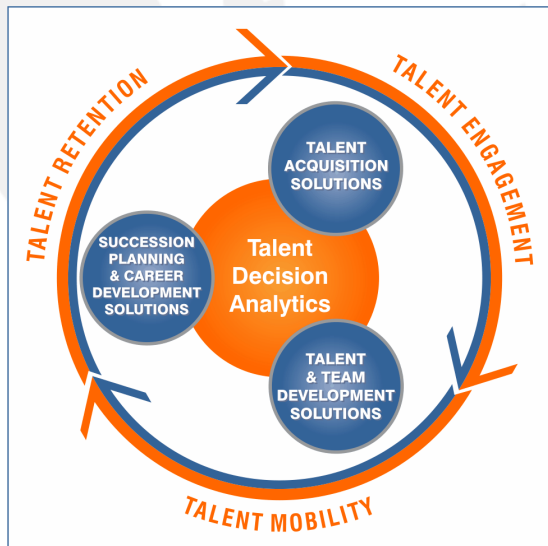 TALENT RETENTION
TALENT ENGAGEMENT
TALENT
ACQUISITION
SOLUTIONS
SUCCESSION
PLANNING
& CAREER
DEVELOPMENT
SOLUTIONS
Talent
Decision
Analytics
TALENT
& TEAM
DEVELOPMENT
SOLUTIONS
TALENT MOBILITY